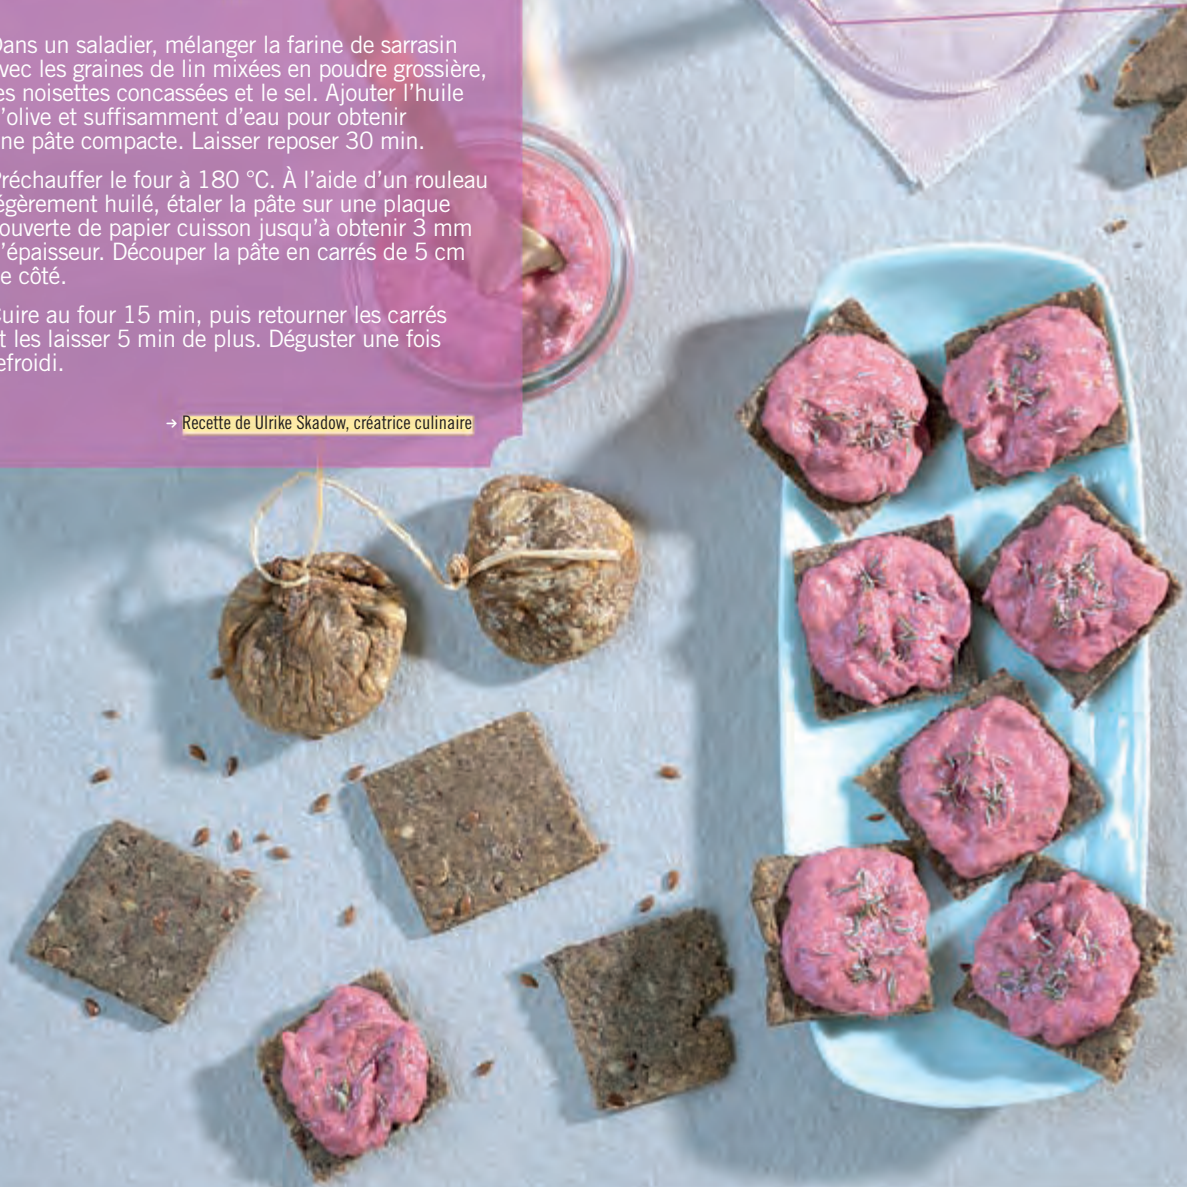 ans un saladier, mélanger la farine de sarrasin
vec les graines de lin mixées en poudre grossière,
es noisettes concassées et le sel. Ajouter l’huile
’olive et suffisamment d’eau pour obtenir
ne pâte compacte. Laisser reposer 30 min.
réchauffer le four à 180 °C. À l’aide d’un rouleau
égèrement huilé, étaler la pâte sur une plaque
ouverte de papier cuisson jusqu’à obtenir 3 mm
’épaisseur. Découper la pâte en carrés de 5 cm
e côté.
uire au four 15 min, puis retourner les carrés
t les laisser 5 min de plus. Déguster une fois
efroidi.
→ Recette de Ulrike Skadow, créatrice culinaire